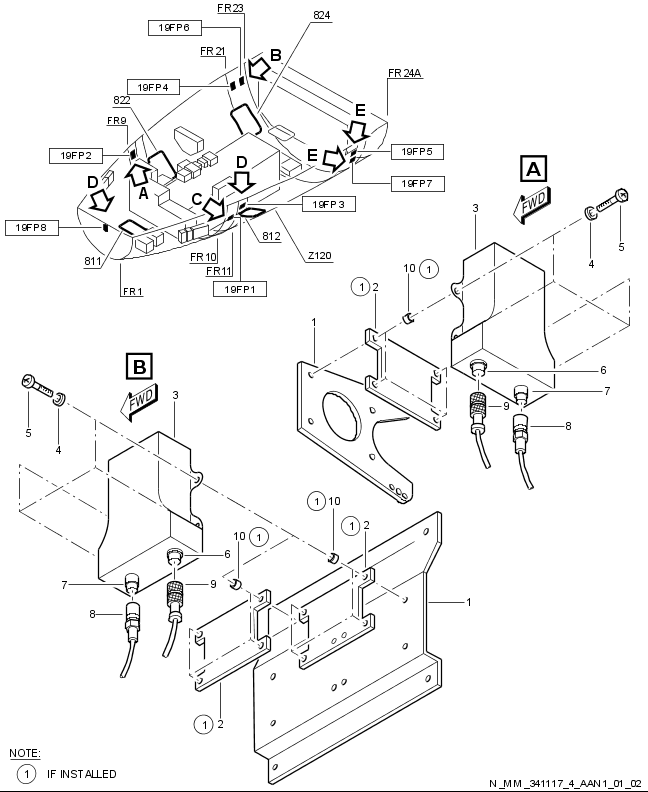 FR23
824
19FP6
FR21
B
FR24A
19FP4
822
E
FR9
19FP2
D
E
19FP5
A
D
A
19FP7
C
FWD
19FP3
3
19FP8
812
811
FR10
Z120
4
5
FR11
10 1
FR1
19FP1
1 2
1
B
6
FWD
3
7
5
4
9
8
1 10
1 2
10 1
6
7
9
8
1
1 2
NOTE:
1 IF INSTALLED
N_MM_341117_4_AAN1_01_02